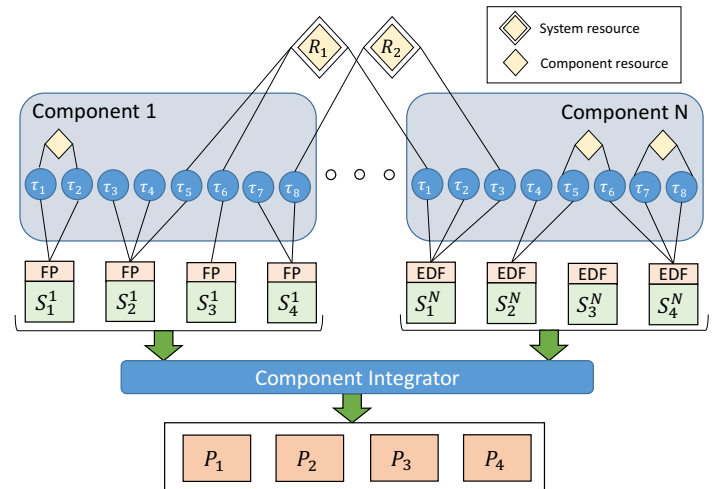 R₁ R₂
System resource
Component resource
Component 1
Component N
τ₁ τ₂ τ₃ τ₄ τ₅ τ₆ τ₇ τ₈
τ₁ τ₂ τ₃ τ₄ τ₅ τ₆ τ₇ τ₈
FP FP FP FP
EDF EDF EDF EDF
S₁¹ S₂¹ S₃¹ S₄¹
S₁ᴺ S₂ᴺ S₃ᴺ S₄ᴺ
Component Integrator
P₁ P₂ P₃ P₄